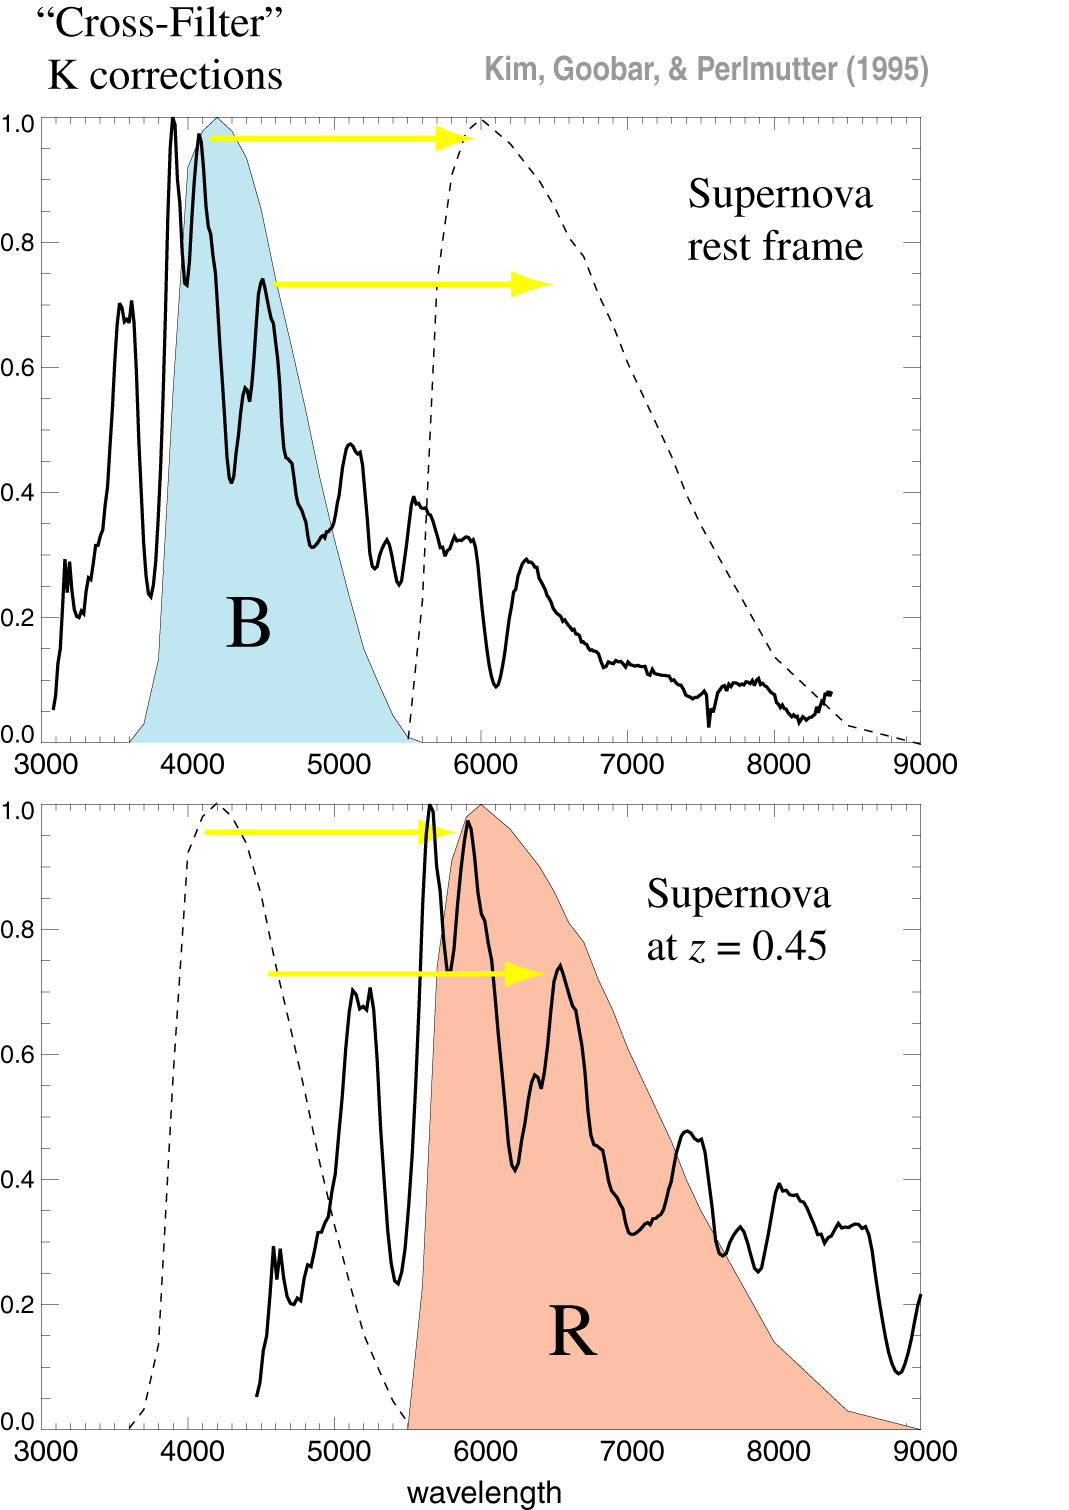 “Cross-Filter”
K corrections
Kim, Goobar, & Perlmutter (1995)
1.0
0.8
0.6
0.4
0.2
0.0
Supernova
rest frame
B
3000 4000 5000 6000 7000 8000 9000
1.0
0.8
0.6
0.4
0.2
0.0
Supernova
at z = 0.45
R
3000 4000 5000 6000 7000 8000 9000
wavelength